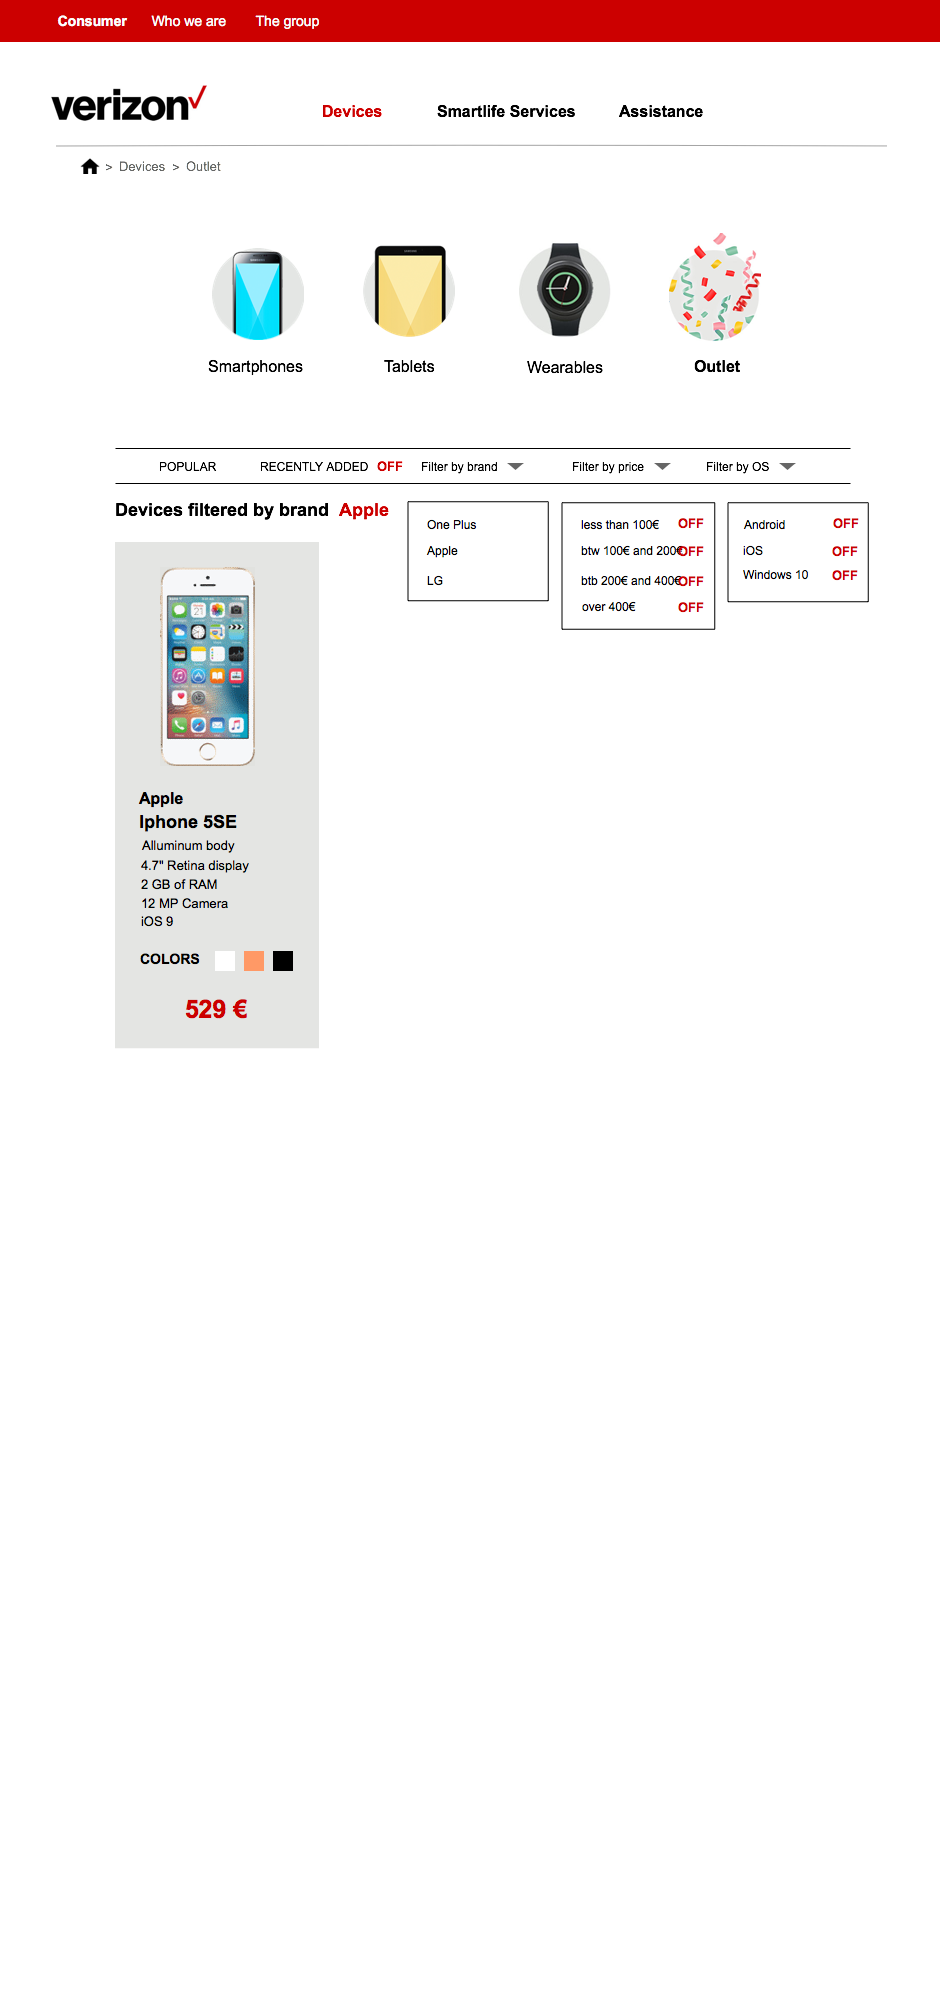 Consumer Who we are The group
verizon
Devices Smartlife Services Assistance
> Devices > Outlet
Smartphones Tablets Wearables Outlet
POPULAR RECENTLY ADDED OFF Filter by brand Filter by price Filter by OS
Devices filtered by brand Apple
One Plus
Apple
LG
less than 100€ OFF
btw 100€ and 200€ OFF
btb 200€ and 400€ OFF
over 400€ OFF
Android OFF
iOS OFF
Windows 10 OFF
Apple
Iphone 5SE
Alluminum body
4.7" Retina display
2 GB of RAM
12 MP Camera
iOS 9
COLORS
529 €